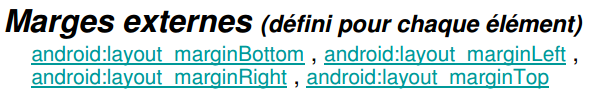 Marges externes (défini pour chaque élément)
android:layout_marginBottom , android:layout_marginLeft ,
android:layout_marginRight , android:layout_marginTop